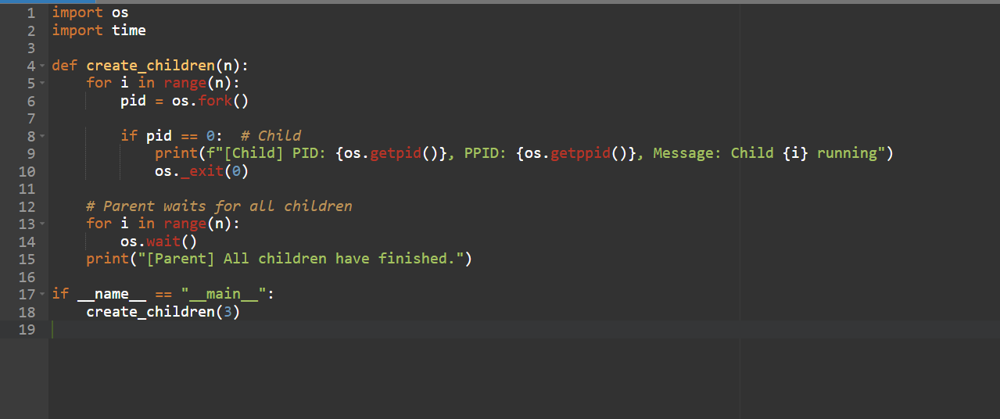 1 import os
2 import time
3
4 def create_children(n):
5     for i in range(n):
6         pid = os.fork()
7
8         if pid == 0:  # Child
9             print(f"[Child] PID: {os.getpid()}, PPID: {os.getppid()}, Message: Child {i} running")
10             os._exit(0)
11
12     # Parent waits for all children
13     for i in range(n):
14         os.wait()
15     print("[Parent] All children have finished.")
16
17 if __name__ == "__main__":
18     create_children(3)
19